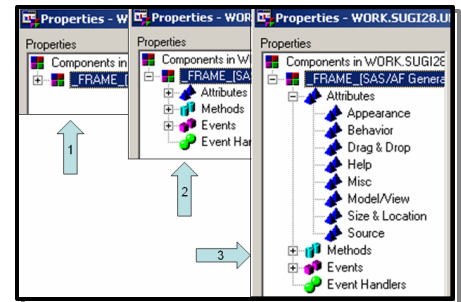 Properties - W
Properties
Components in
_FRAME_[
1
Properties - WOR
Properties
Components in W
_FRAME_[SA
Attributes
Methods
Events
Event Han
2
Properties - WORK.SUGI28.U
Properties
Components in WORK.SUGI28
_FRAME_[SAS/AF Genera
Attributes
Appearance
Behavior
Drag & Drop
Help
Misc
Model/View
Size & Location
Source
Methods
Events
Event Handlers
3